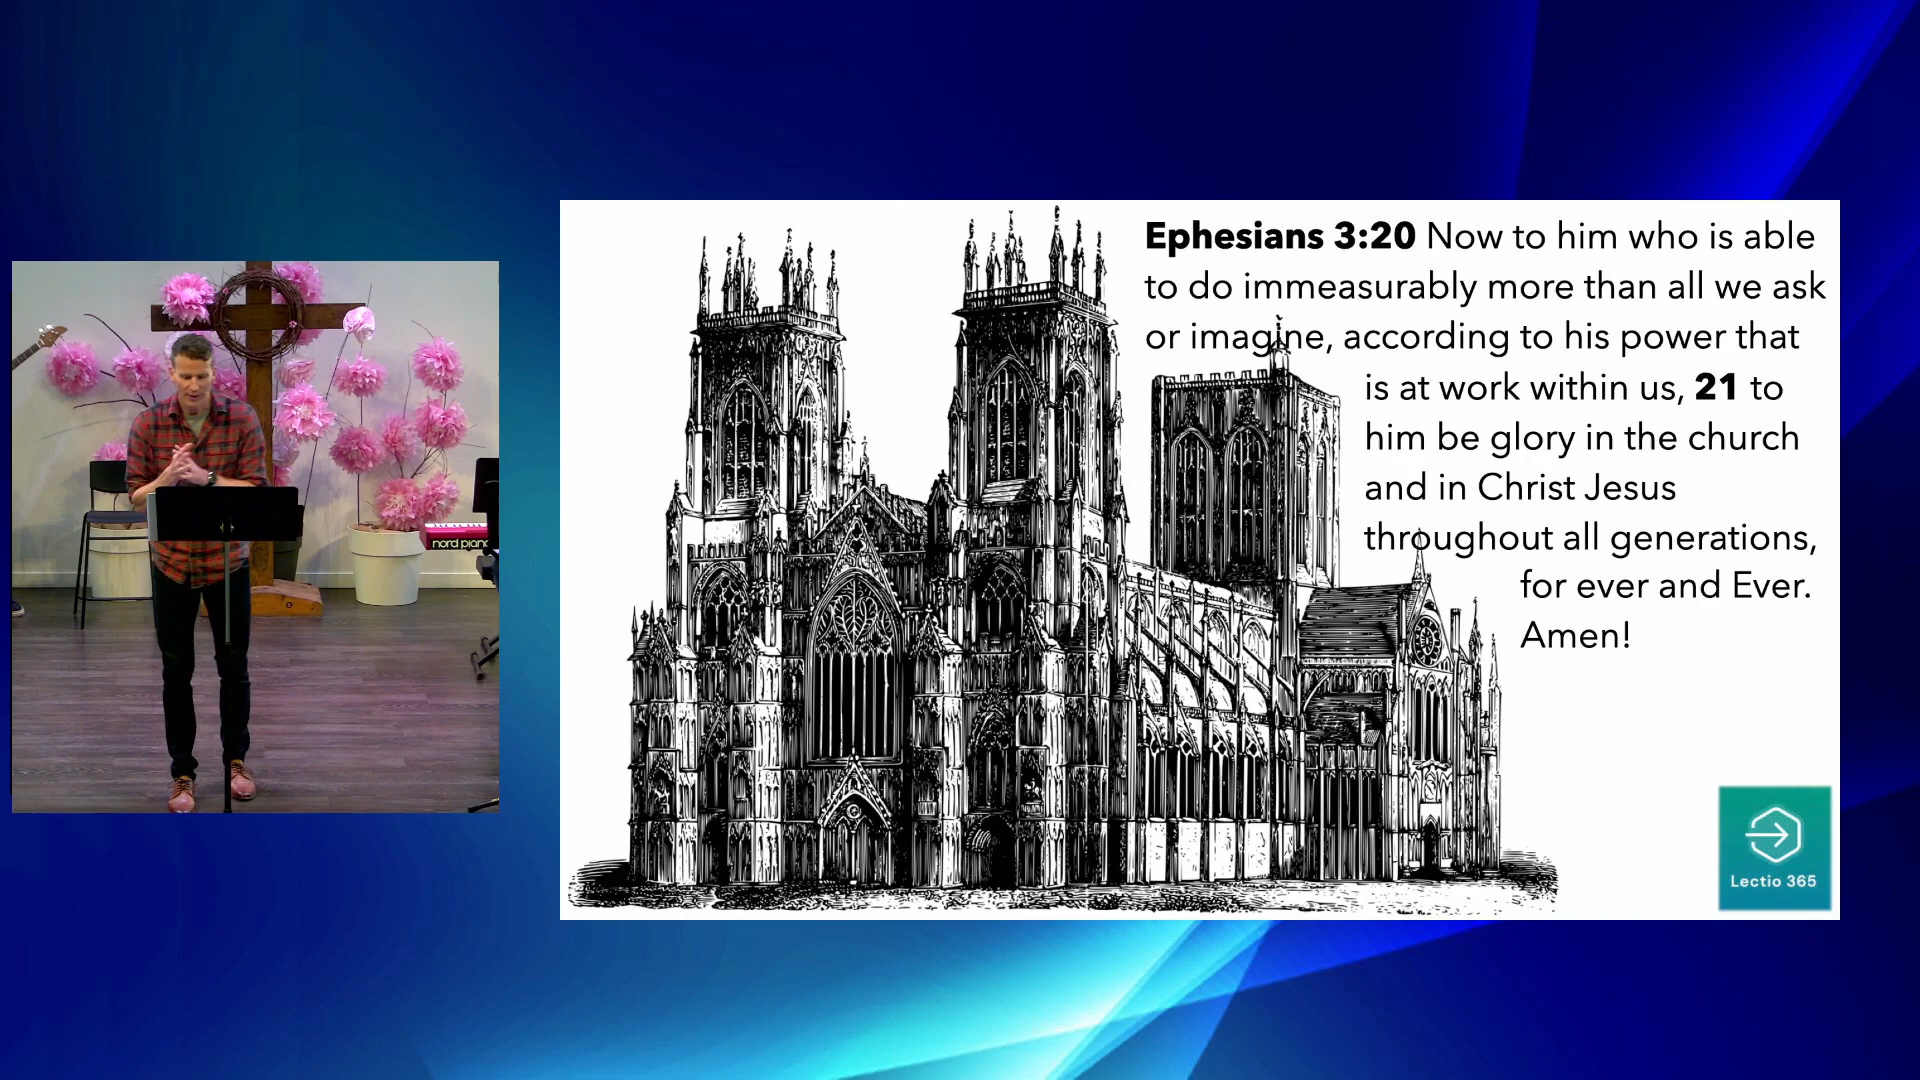 Ephesians 3:20 Now to him who is able
to do immeasurably more than all we ask
or imagine, according to his power that
is at work within us, 21 to
him be glory in the church
and in Christ Jesus
throughout all generations,
for ever and Ever.
Amen!
nord piano
Lectio 365